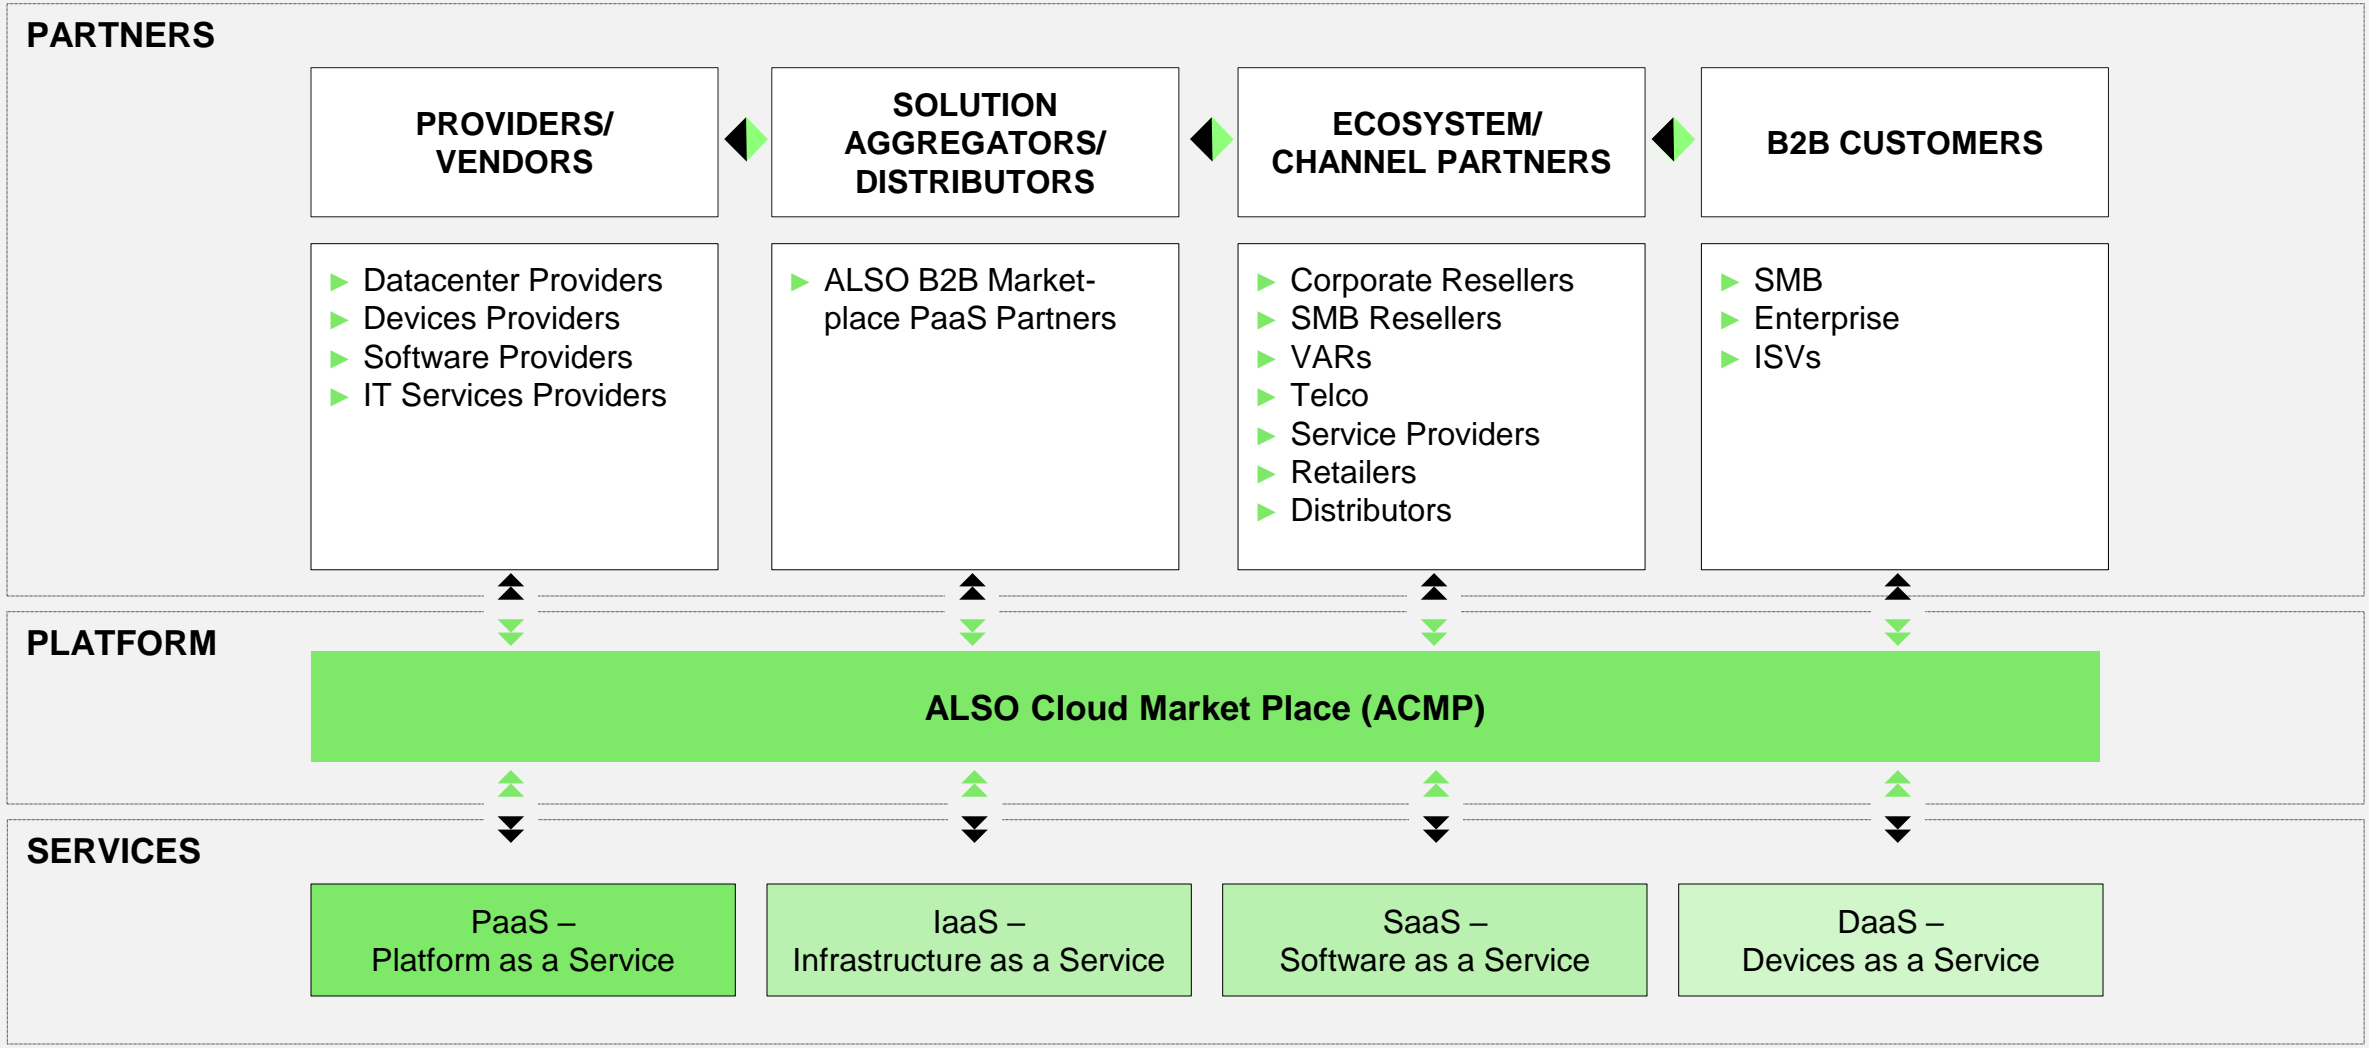 PARTNERS
PROVIDERS/
VENDORS
SOLUTION
AGGREGATORS/
DISTRIBUTORS
ECOSYSTEM/
CHANNEL PARTNERS
B2B CUSTOMERS
Datacenter Providers
Devices Providers
Software Providers
IT Services Providers
ALSO B2B Market-
place PaaS Partners
Corporate Resellers
SMB Resellers
VARs
Telco
Service Providers
Retailers
Distributors
SMB
Enterprise
ISVs
PLATFORM
ALSO Cloud Market Place (ACMP)
SERVICES
PaaS –
Platform as a Service
IaaS –
Infrastructure as a Service
SaaS –
Software as a Service
DaaS –
Devices as a Service